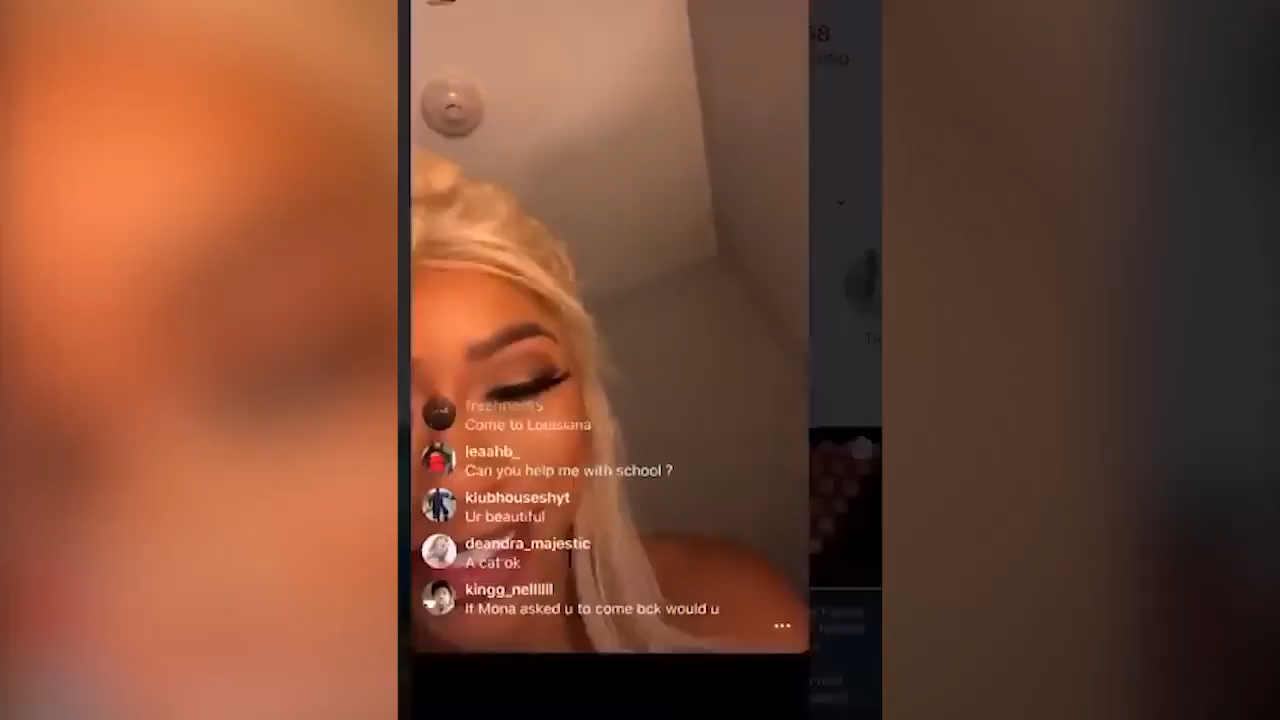 Come to Louisiana
leaahb_
Can you help me with school ?
klubhouseshyt
Ur beautiful
deandra_majestic
A cat ok
If Mona asked u to come bck would u